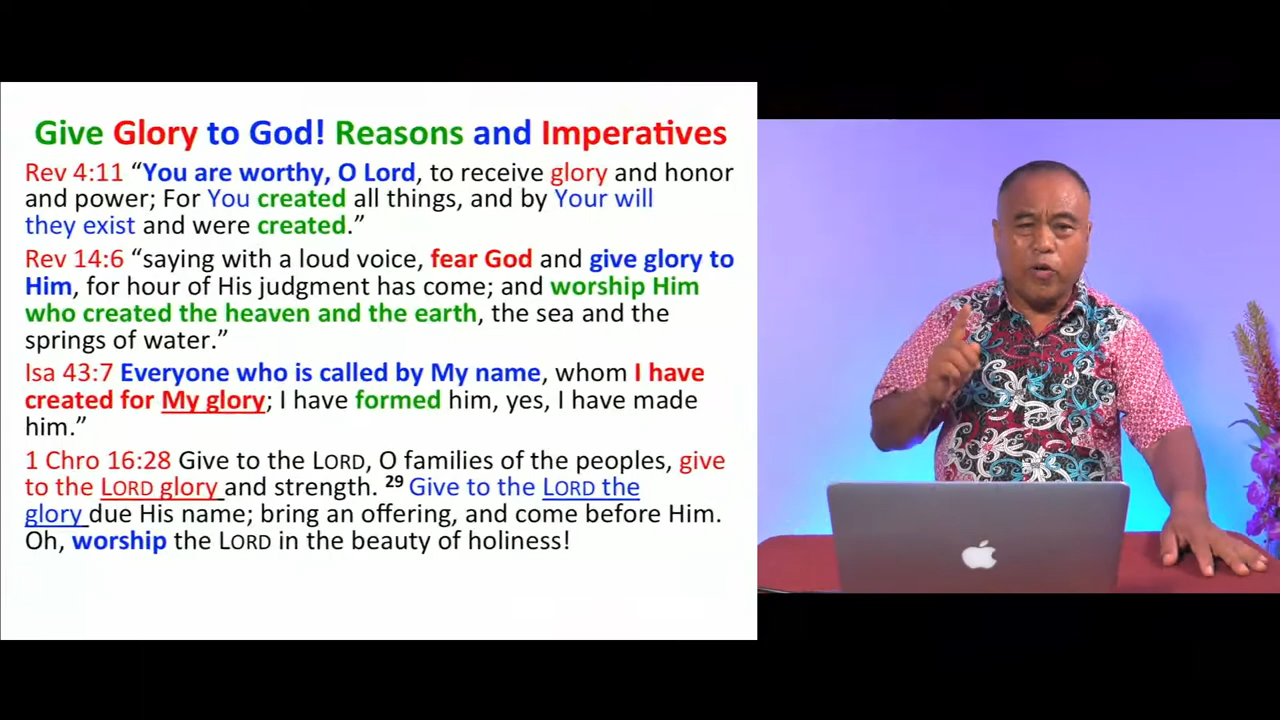 Give Glory to God! Reasons and Imperatives
Rev 4:11 “You are worthy, O Lord, to receive glory and honor
and power; For You created all things, and by Your will
they exist and were created.”
Rev 14:6 “saying with a loud voice, fear God and give glory to
Him, for hour of His judgment has come; and worship Him
who created the heaven and the earth, the sea and the
springs of water.”
Isa 43:7 Everyone who is called by My name, whom I have
created for My glory; I have formed him, yes, I have made
him.”
1 Chro 16:28 Give to the LORD, O families of the peoples, give
to the LORD glory and strength. 29 Give to the LORD the
glory due His name; bring an offering, and come before Him.
Oh, worship the LORD in the beauty of holiness!